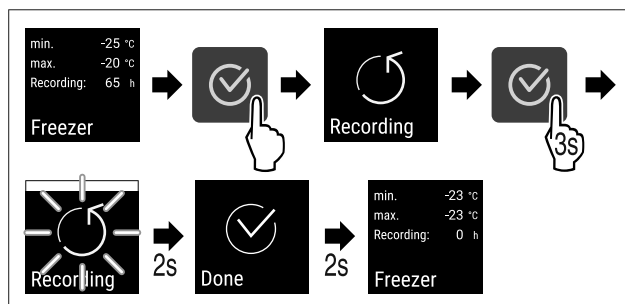 min. -25 °C
max. -20 °C
Recording: 65 h
Freezer
Recording
3s
Recording
2s
Done
2s
min. -23 °C
max. -23 °C
Recording: 0 h
Freezer